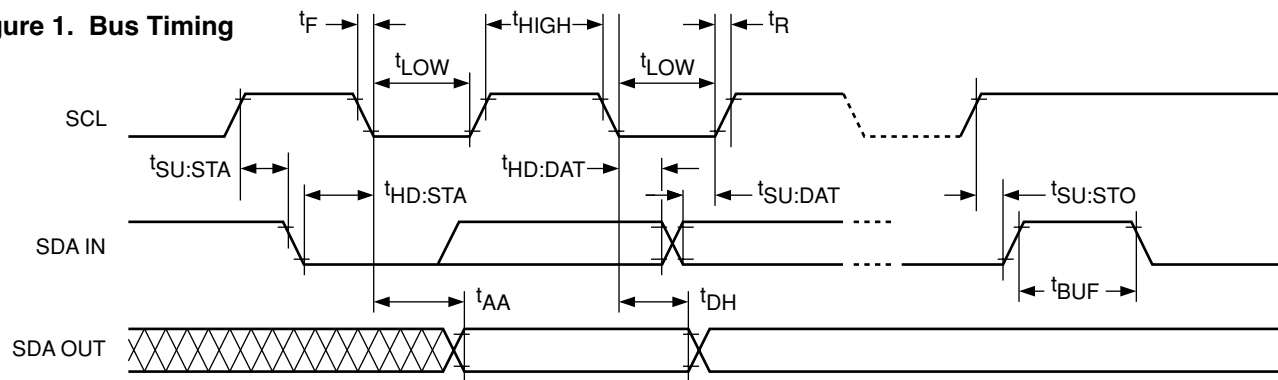 gure 1. Bus Timing
tF
tHIGH
tR
tLOW
tLOW
SCL
tSU:STA
tHD:STA
tHD:DAT
tSU:DAT
tSU:STO
SDA IN
tBUF
tAA
tDH
SDA OUT